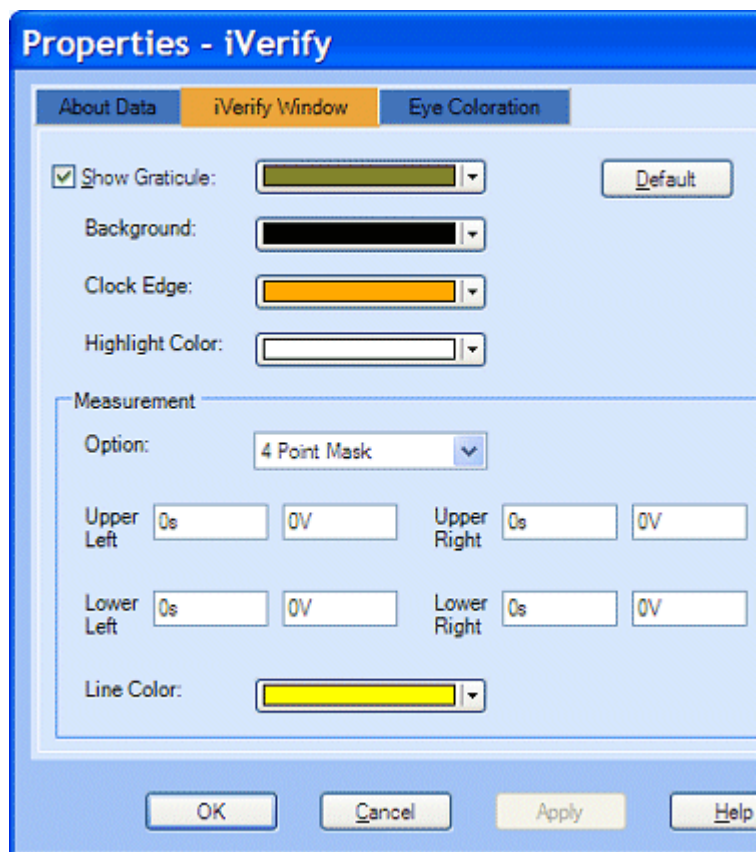 Properties - iVerify
About Data iVerify Window Eye Coloration
Show Graticule: Default
Background:
Clock Edge:
Highlight Color:
Measurement
Option: 4 Point Mask
Upper Left 0s 0V Upper Right 0s 0V
Lower Left 0s 0V Lower Right 0s 0V
Line Color:
OK Cancel Apply Help